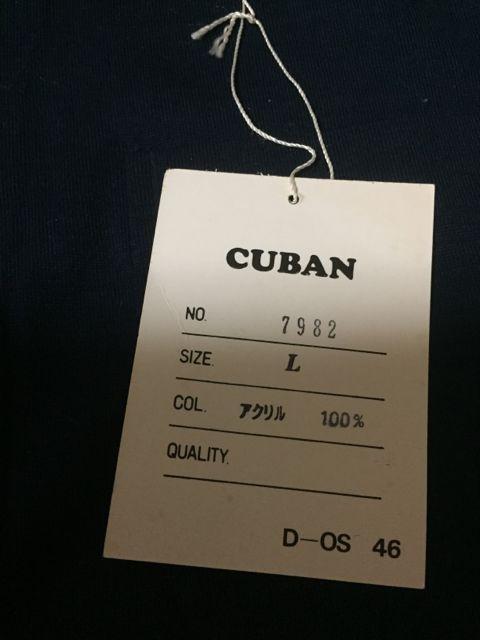 CUBAN
NO. 7982
SIZE. L
COL. アクリル 100%
QUALITY.
D-OS 46